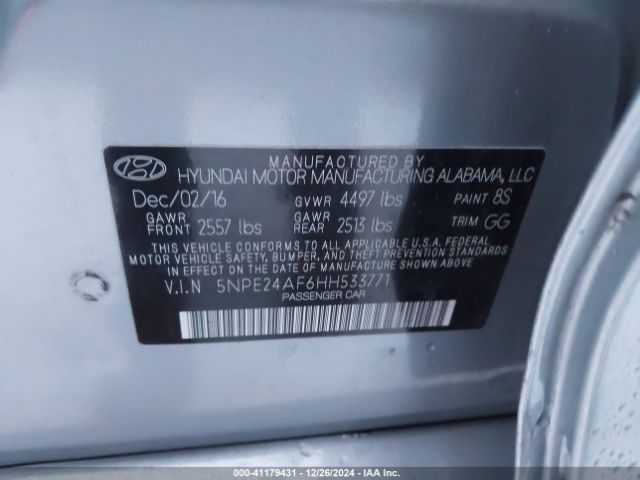 MANUFACTURED BY
HYUNDAI MOTOR MANUFACTURING ALABAMA, LLC
Dec/02/16 GVWR 4497 lbs PAINT 8S
GAWR FRONT 2557 lbs GAWR REAR 2513 lbs TRIM GG
THIS VEHICLE CONFORMS TO ALL APPLICABLE U.S.A. FEDERAL
MOTOR VEHICLE SAFETY, BUMPER, AND THEFT PREVENTION
STANDARDS IN EFFECT ON THE DATE OF MANUFACTURE SHOWN ABOVE.
V.I.N 5NPE24AF6HH533771
PASSENGER CAR
000-41179431 - 12/26/2024 - IAA Inc.